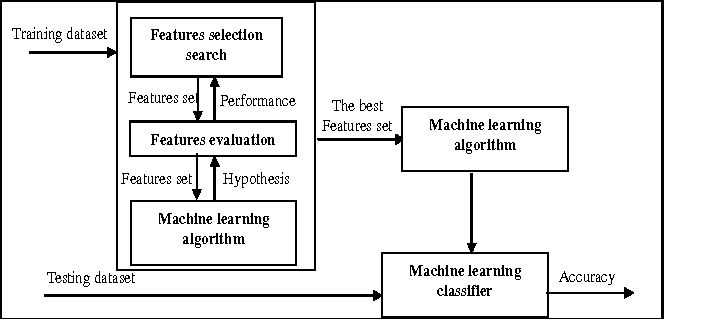 Training dataset
Features selection
search
Features set
Performance
Features evaluation
Features set
Hypothesis
Machine learning
algorithm
The best
Features set
Machine learning
algorithm
Testing dataset
Machine learning
classifier
Accuracy